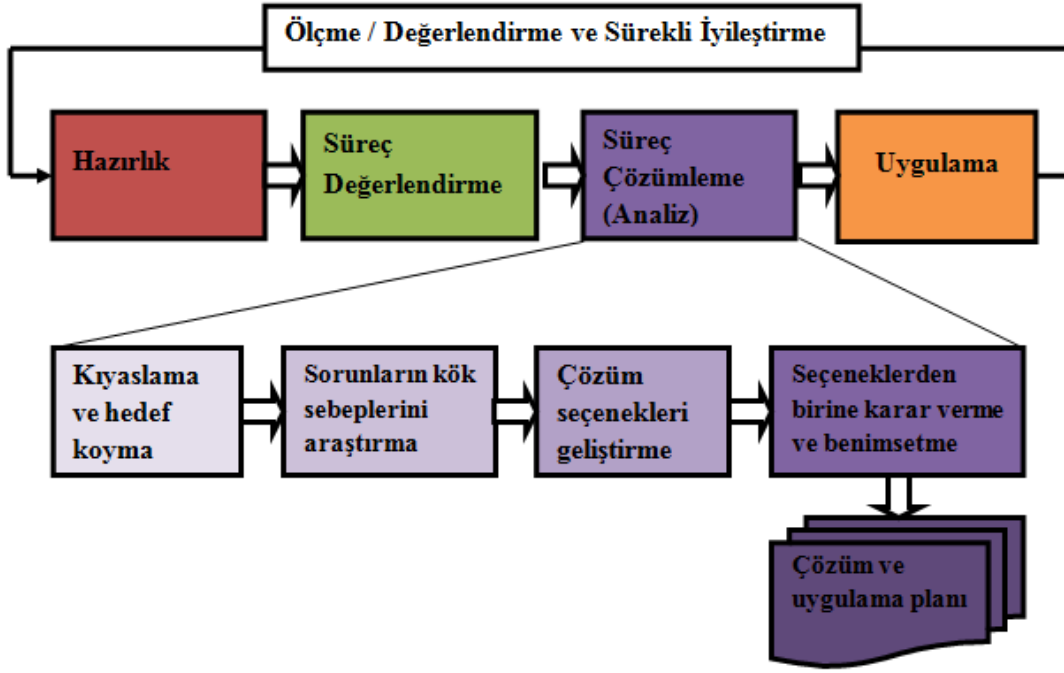 Ölçme / Değerlendirme ve Sürekli İyileştirme
Hazırlık
Süreç
Değerlendirme
Süreç
Çözümleme
(Analiz)
Uygulama
Kıyaslama
ve hedef
koyma
Sorunların kök
sebeplerini
araştırma
Çözüm
seçenekleri
geliştirme
Seçeneklerden
birine karar verme
ve benimsetme
Çözüm ve
uygulama planı